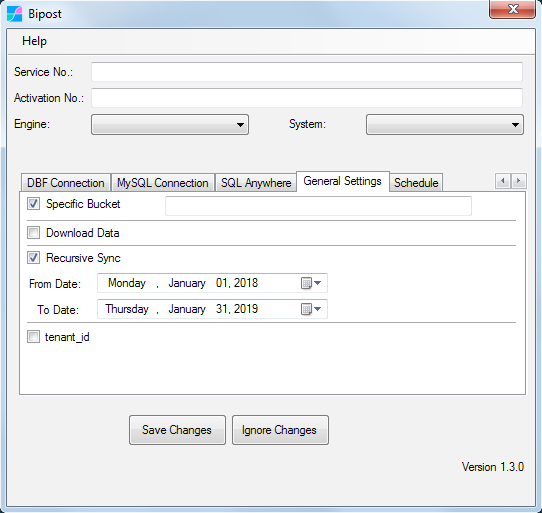 Bipost
Help
Service No.:
Activation No.:
Engine: System:
DBF Connection MySQL Connection SQL Anywhere General Settings Schedule
Specific Bucket
Download Data
Recursive Sync
From Date: Monday , January 01, 2018
To Date: Thursday , January 31, 2019
tenant_id
Save Changes Ignore Changes
Version 1.3.0